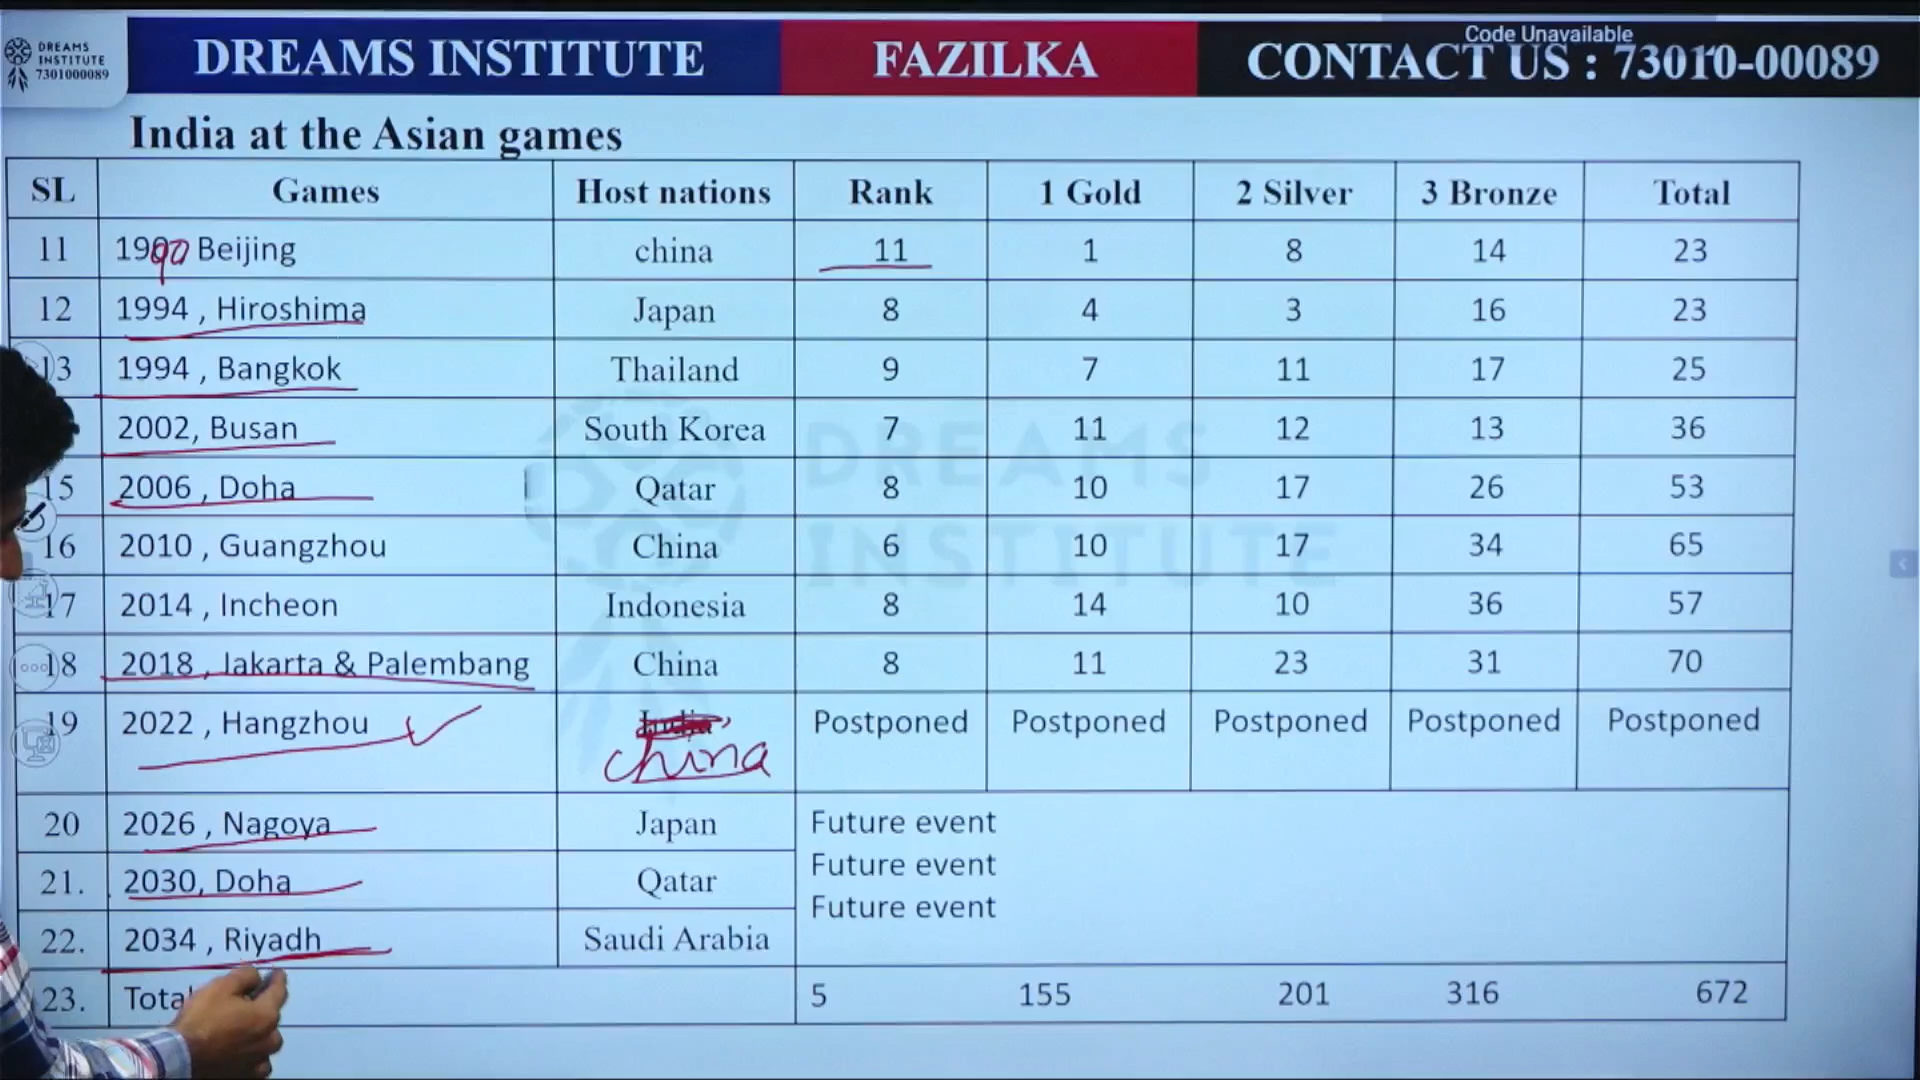 Code Unavailable
DREAMS
INSTITUTE
7301000089
DREAMS INSTITUTE
FAZILKA
CONTACT US : 73010-00089
India at the Asian games
SL Games Host nations Rank 1 Gold 2 Silver 3 Bronze Total
11 1990 Beijing china 11 1 8 14 23
12 1994 , Hiroshima Japan 8 4 3 16 23
13 1994 , Bangkok Thailand 9 7 11 17 25
2002, Busan South Korea 7 11 12 13 36
15 2006 , Doha Qatar 8 10 17 26 53
16 2010 , Guangzhou China 6 10 17 34 65
17 2014 , Incheon Indonesia 8 14 10 36 57
18 2018 , Jakarta & Palembang China 8 11 23 31 70
19 2022 , Hangzhou China Postponed Postponed Postponed Postponed Postponed
20 2026 , Nagoya Japan Future event
21. 2030, Doha Qatar Future event
22. 2034 , Riyadh Saudi Arabia Future event
23. Total 5 155 201 316 672
DREAMS
INSTITUTE